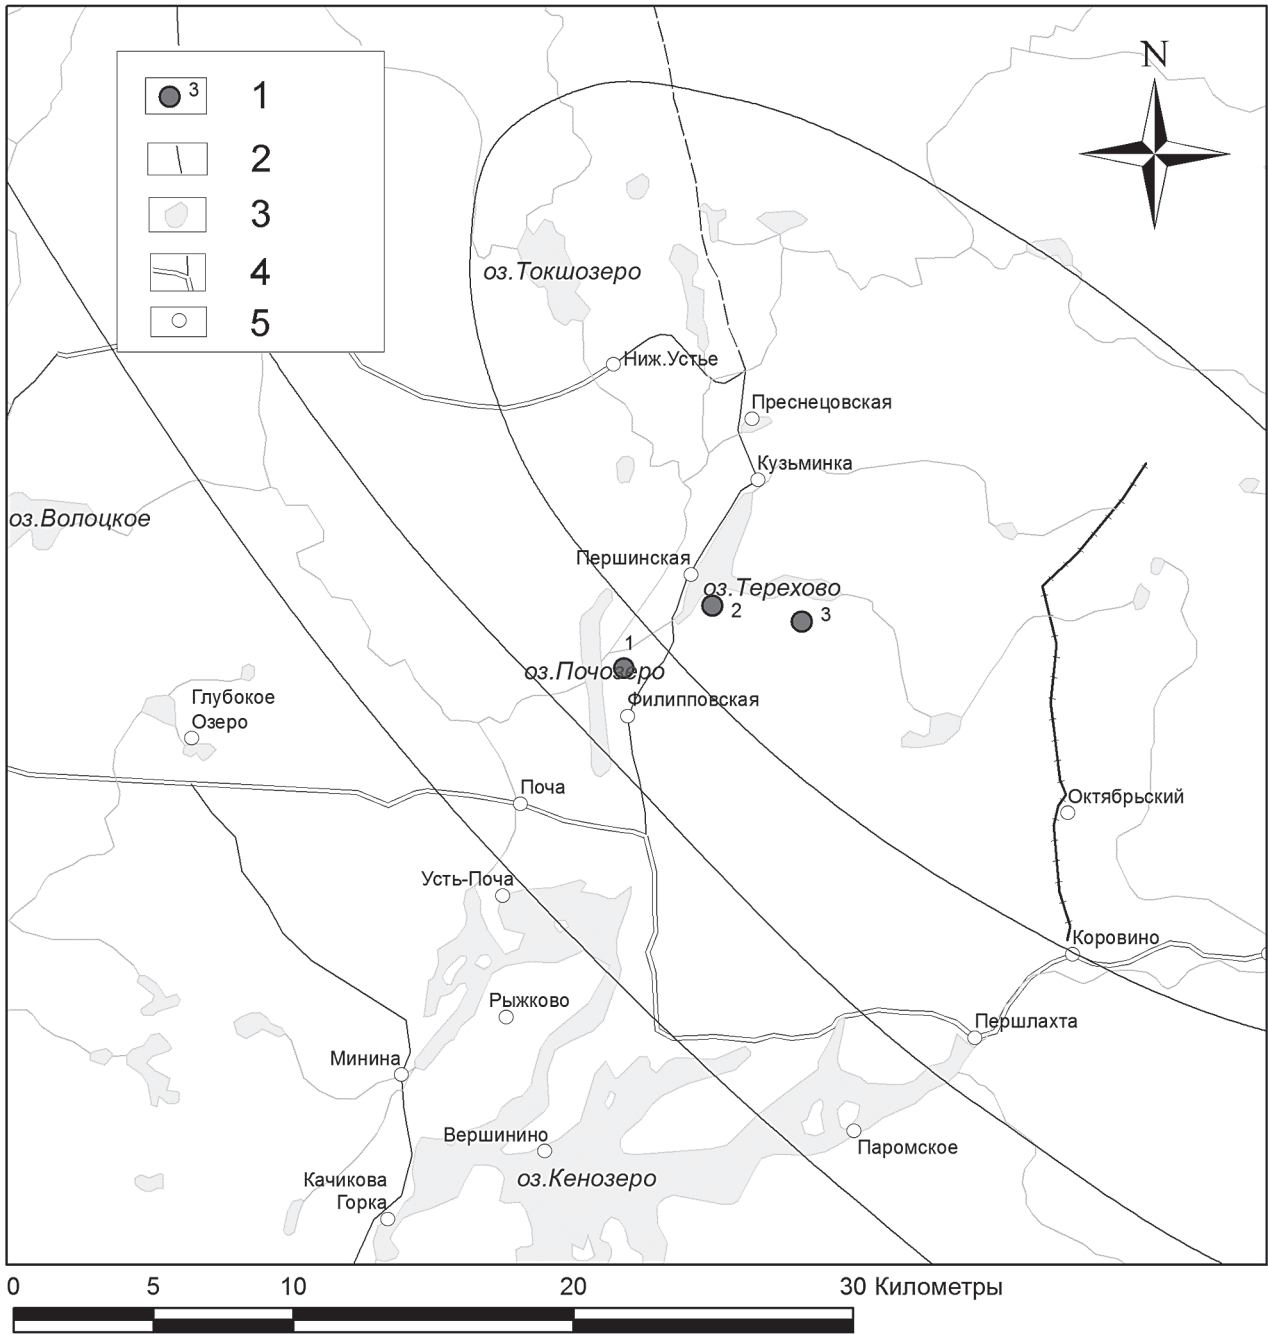 N
3 1
2
3
4
5
оз.Токшозеро
Ниж.Устье
Преснецовская
Кузьминка
оз.Волоцкое
Першинская
оз.Терехово
2
3
1
оз.Почозеро
Филипповская
Глубокое
Озеро
Поча
Октябрьский
Усть-Поча
Коровино
Рыжково
Першлахта
Минина
Вершинино
Паромское
оз.Кенозеро
Качикова
Горка
0 5 10 20 30 Километры